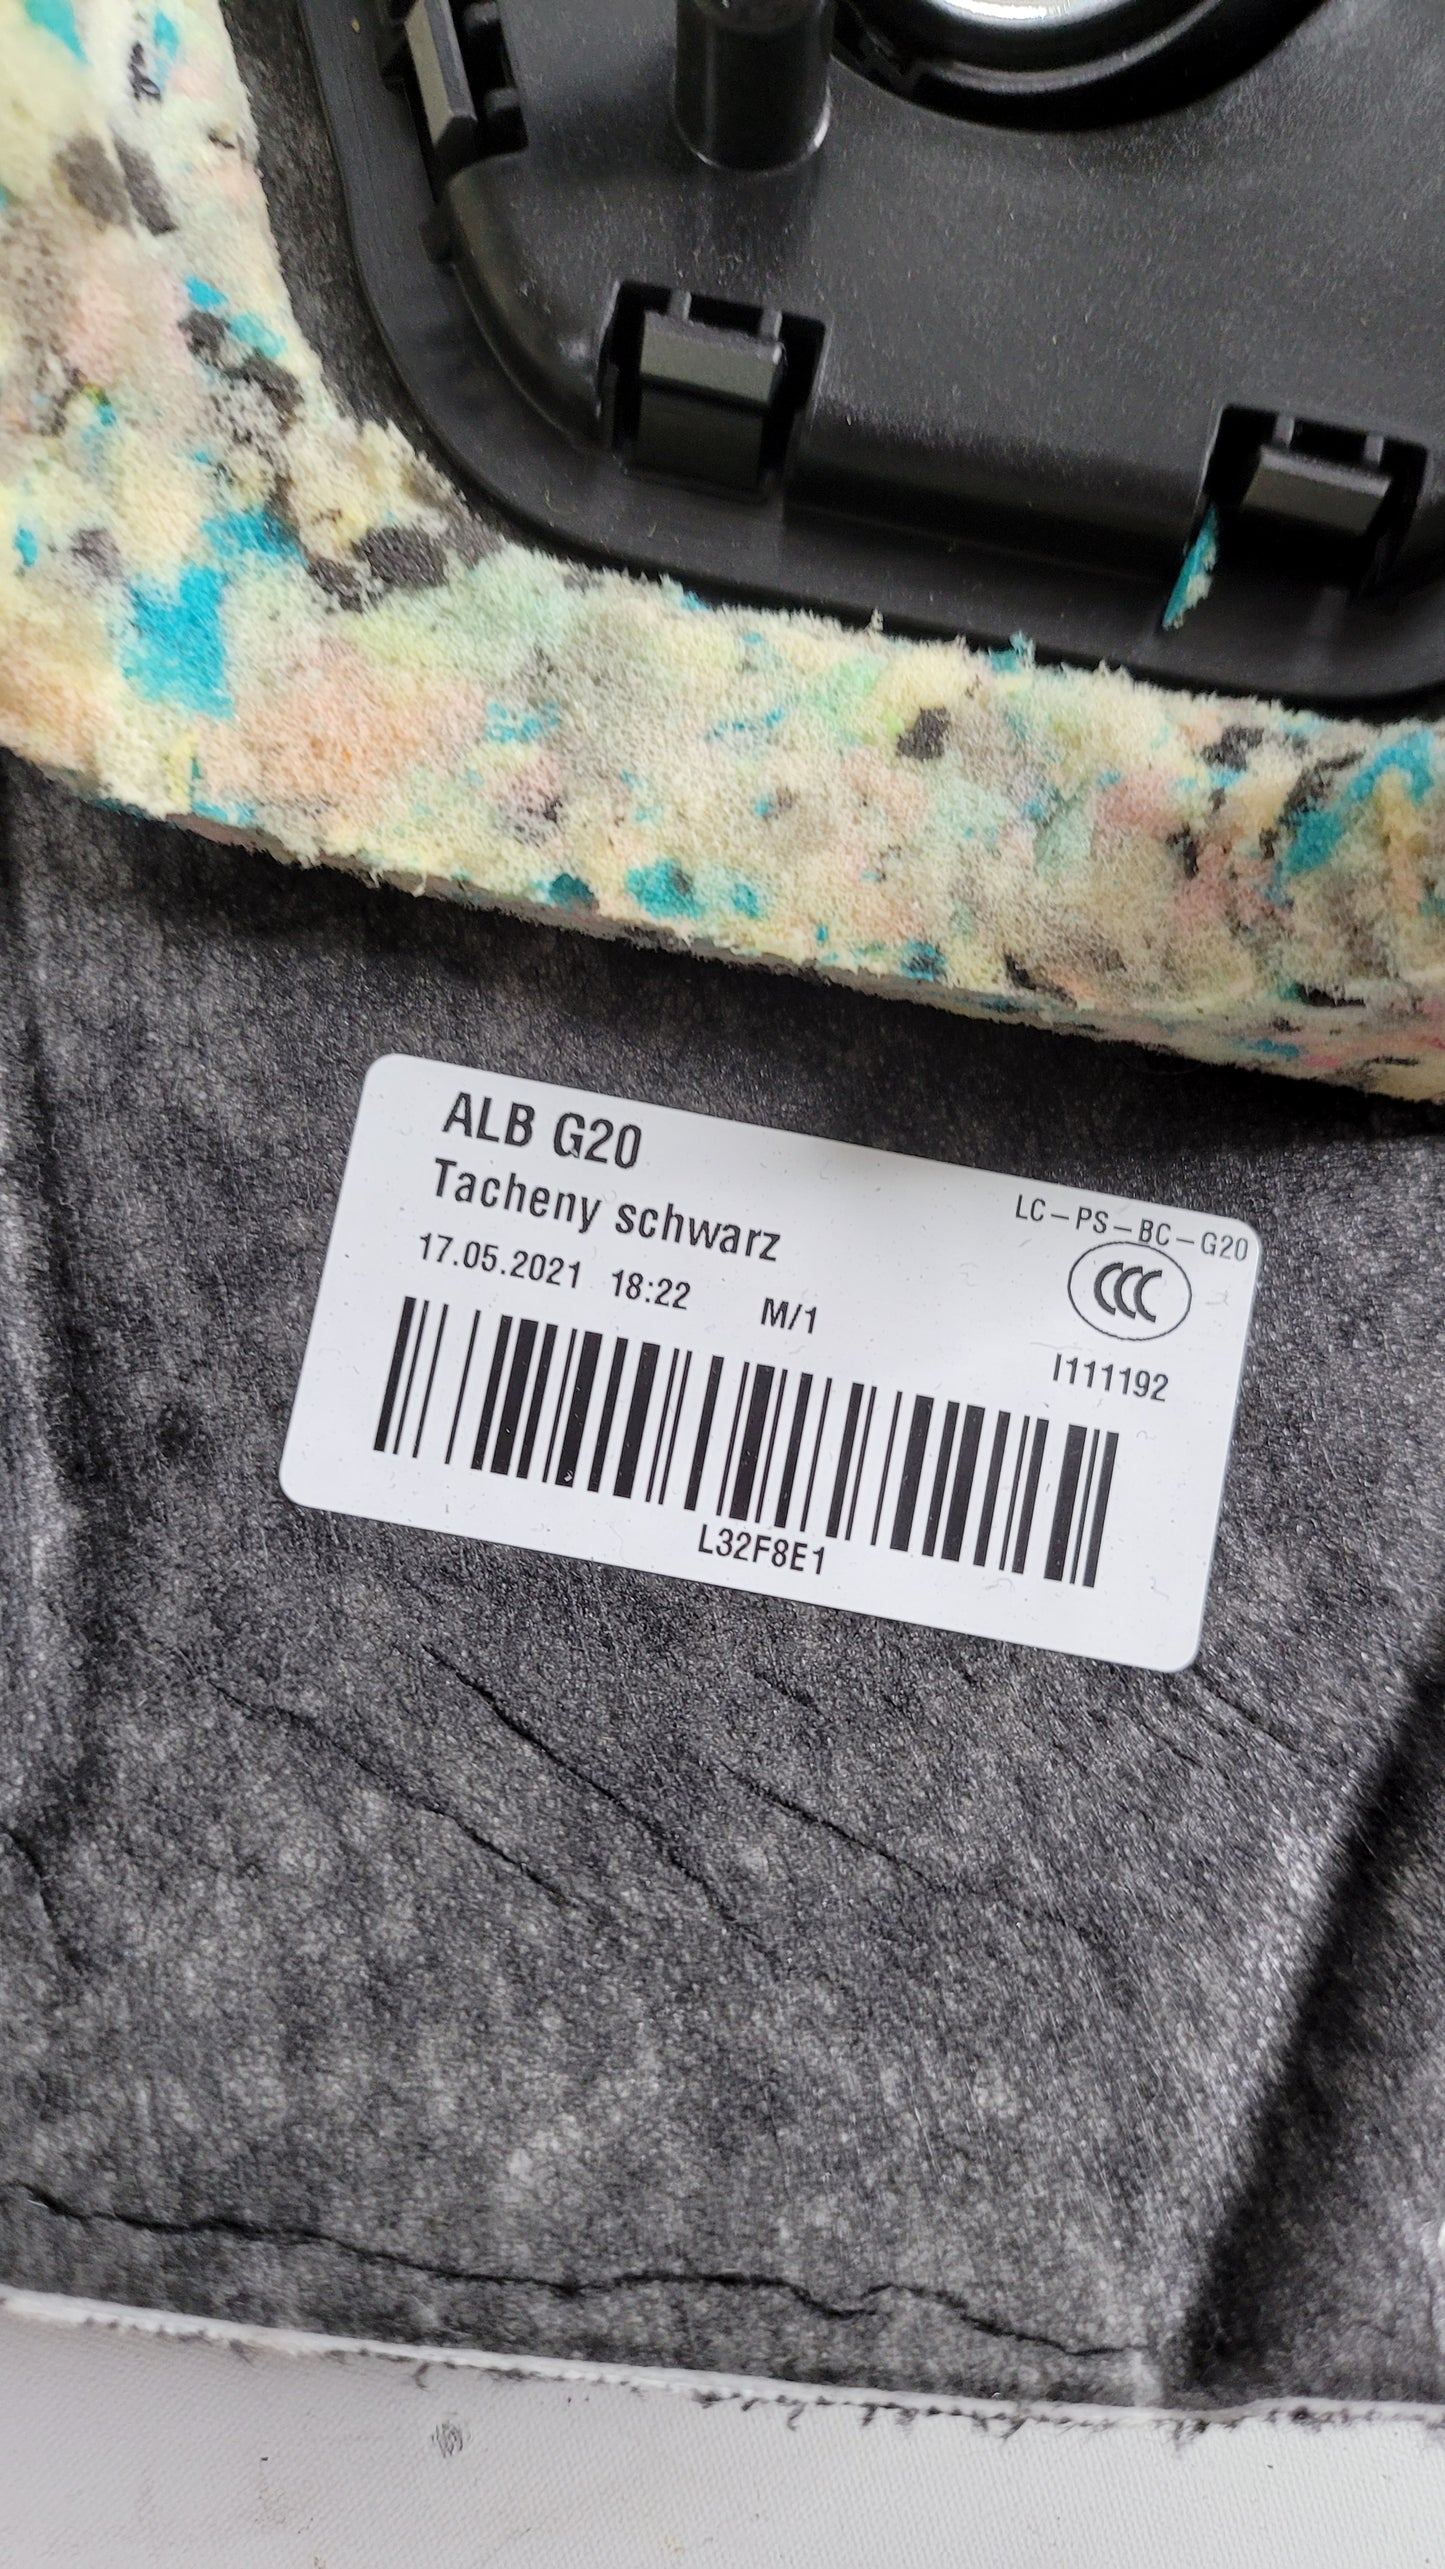 ALB G20
Tacheny schwarz
LC-PS-BC-G20
17.05.2021 18:22 M/1
CCC
I111192
L32F8E1